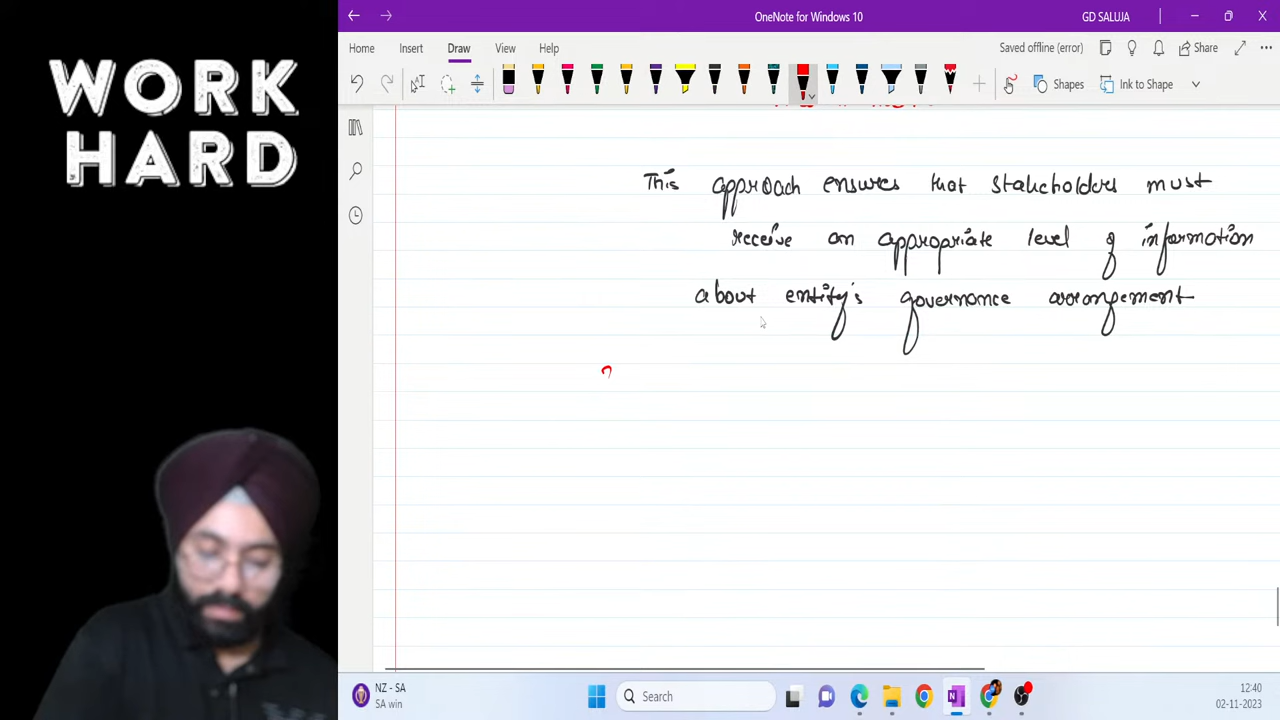 WORK
HARD
OneNote for Windows 10
GD SALUJA
Home
Insert
Draw
View
Help
Saved offline (error)
Share
Shapes
Ink to Shape
This approach ensures that stakeholders must
receive an appropriate level of information
about entity's governance arrangement
NZ - SA
SA win
Search
12:40
02-11-2023